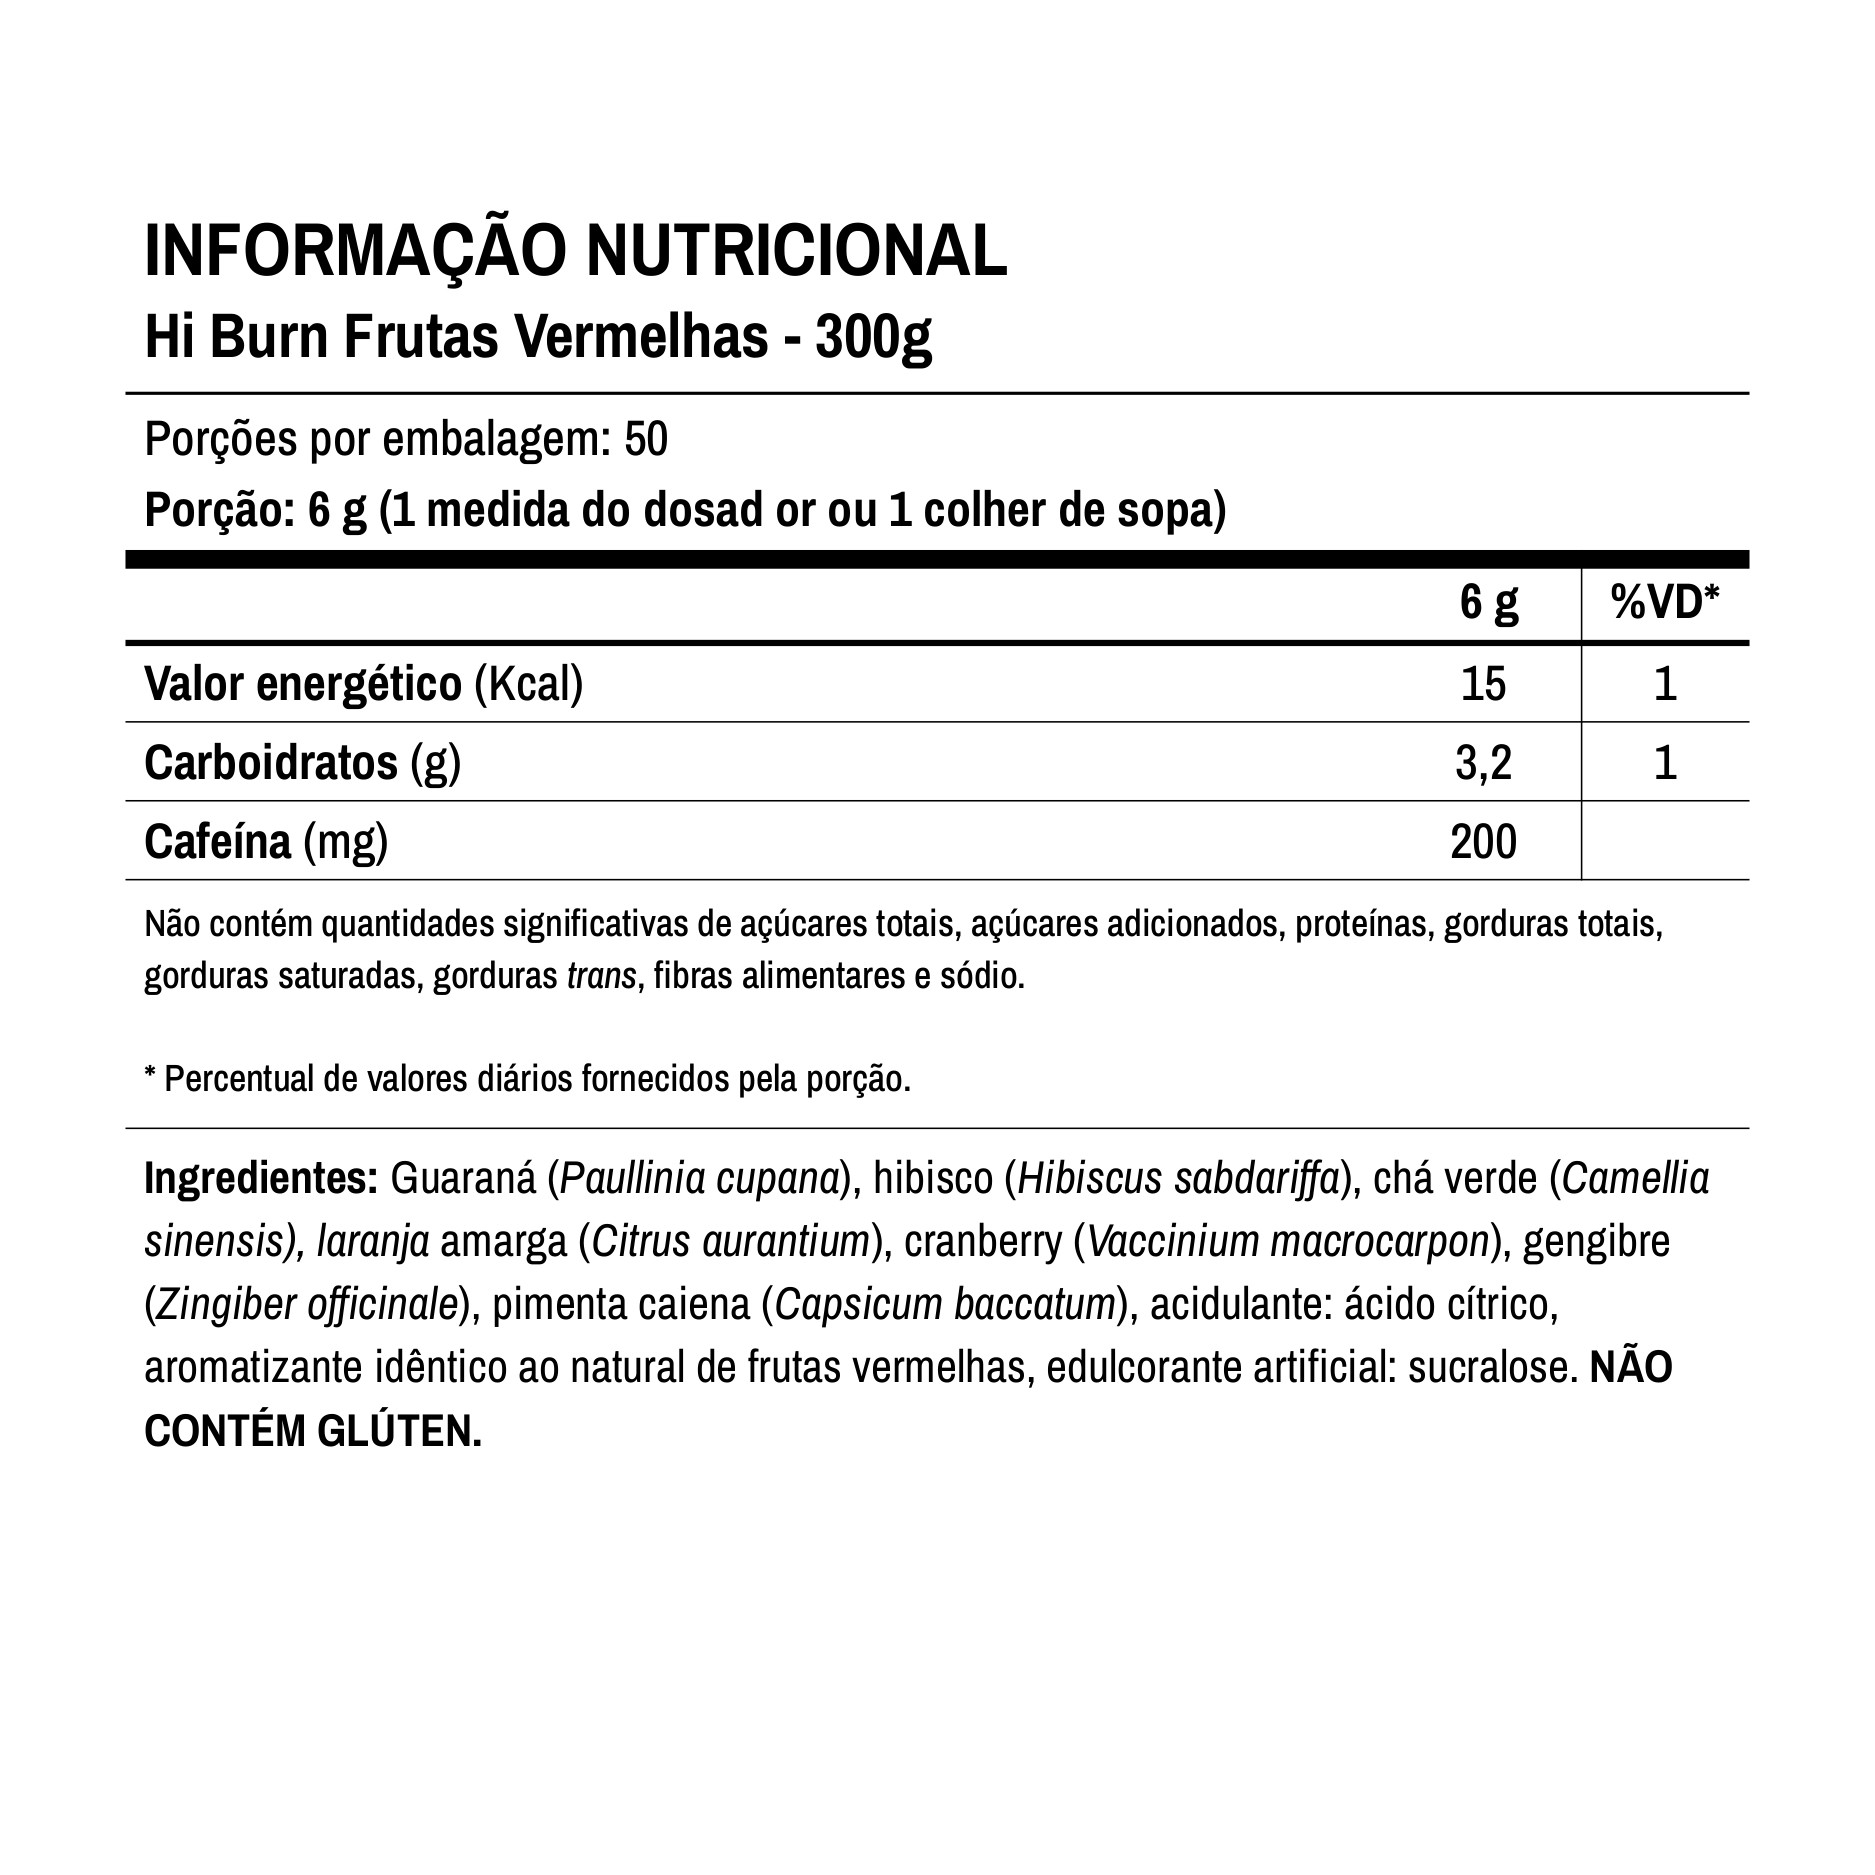 INFORMAÇÃO NUTRICIONAL
Hi Burn Frutas Vermelhas - 300g
Porções por embalagem: 50
Porção: 6 g (1 medida do dosad or ou 1 colher de sopa)
6 g %VD*
Valor energético (Kcal) 15 1
Carboidratos (g) 3,2 1
Cafeína (mg) 200
Não contém quantidades significativas de açúcares totais, açúcares adicionados, proteínas, gorduras totais,
gorduras saturadas, gorduras trans, fibras alimentares e sódio.
* Percentual de valores diários fornecidos pela porção.
Ingredientes: Guaraná (Paullinia cupana), hibisco (Hibiscus sabdariffa), chá verde (Camellia
sinensis), laranja amarga (Citrus aurantium), cranberry (Vaccinium macrocarpon), gengibre
(Zingiber officinale), pimenta caiena (Capsicum baccatum), acidulante: ácido cítrico,
aromatizante idêntico ao natural de frutas vermelhas, edulcorante artificial: sucralose. NÃO
CONTÉM GLÚTEN.